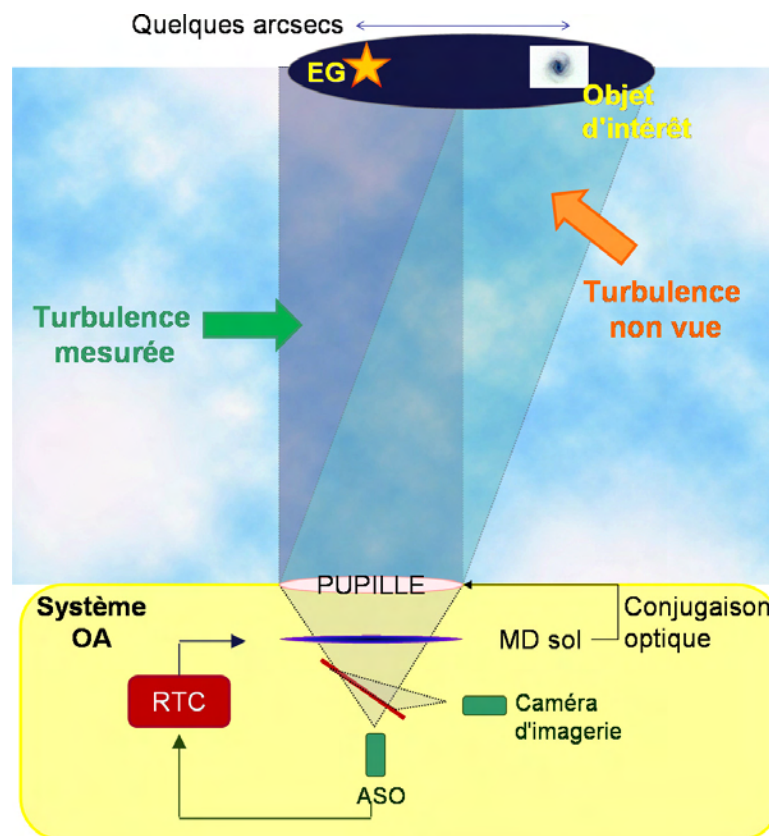 Quelques arcsecs
EG
Objet
d'intérêt
Turbulence
mesurée
Turbulence
non vue
PUPILLE
Système
OA
MD sol
Conjugaison
optique
RTC
Caméra
d'imagerie
ASO